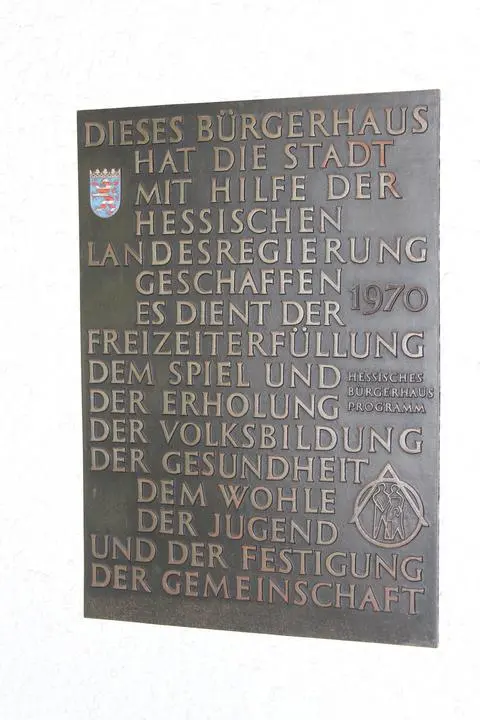 DIESES BÜRGERHAUS
HAT DIE STADT
MIT HILFE DER
HESSISCHEN
LANDESREGIERUNG
GESCHAFFEN
1970
ES DIENT DER
FREIZEITERFÜLLUNG
DEM SPIEL UND
DER ERHOLUNG
HESSISCHES
BÜRGERHAUS
PROGRAMM
DER VOLKSBILDUNG
DER GESUNDHEIT
DEM WOHLE
DER JUGEND
UND DER FESTIGUNG
DER GEMEINSCHAFT